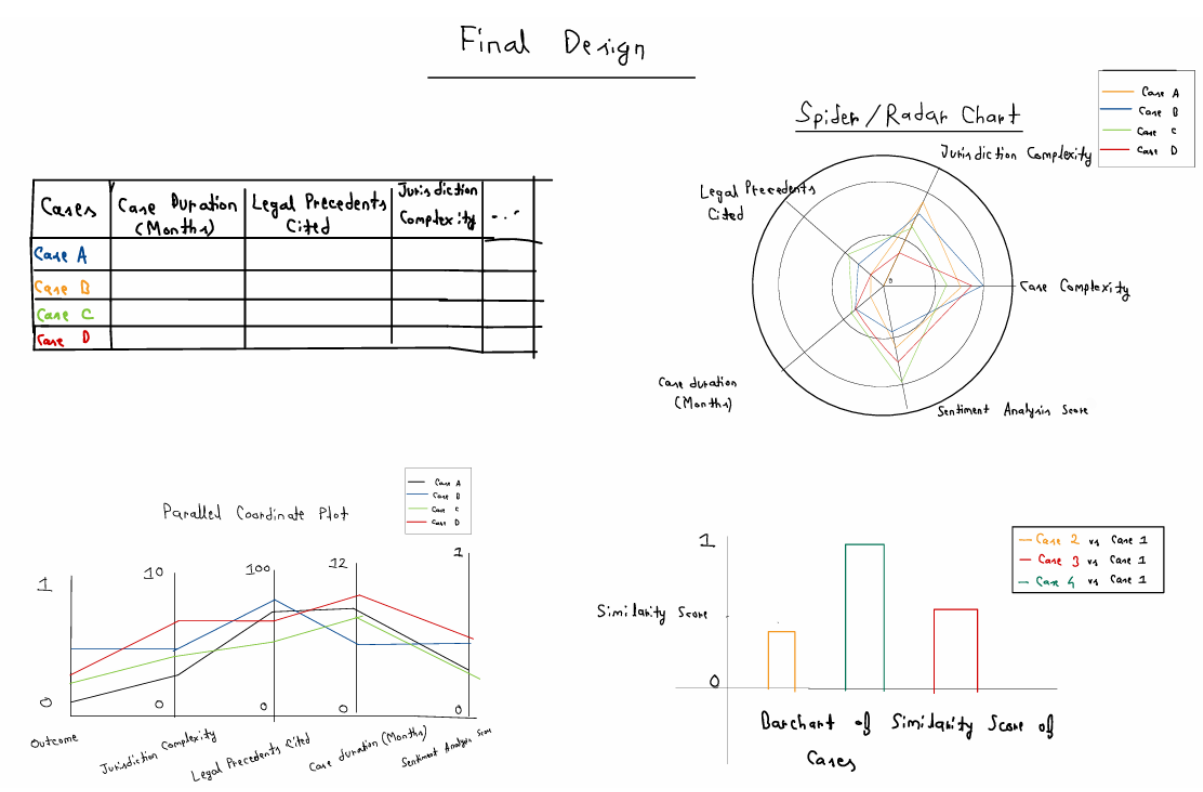 Final Design
Cases
Case Duration
(Months)
Legal Precedents
Cited
Jurisdiction
Complexity
...
Case A
Case B
Case C
Case D
Spider/Radar Chart
Case A
Case B
Case C
Case D
Jurisdiction Complexity
Legal Precedents
Cited
Case Complexity
Case duration
(Months)
Sentiment Analysis Score
Parallel Coordinate Plot
Case A
Case B
Case C
Case D
1
10
100
12
1
0
0
0
0
0
Outcome
Jurisdiction Complexity
Legal Precedents Cited
Case duration (Months)
Sentiment Analysis Score
Case 2 vs Case 1
Case 3 vs Case 1
Case 4 vs Case 1
1
Similarity Score
0
Barchart of Similarity Score of
Cases